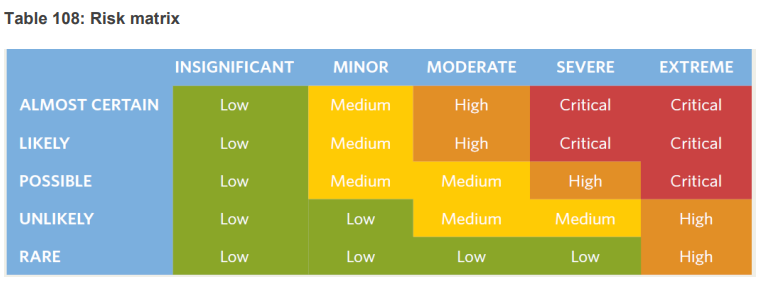 Table 108: Risk matrix
INSIGNIFICANT MINOR MODERATE SEVERE EXTREME
ALMOST CERTAIN Low Medium High Critical Critical
LIKELY Low Medium High Critical Critical
POSSIBLE Low Medium Medium High Critical
UNLIKELY Low Low Medium Medium High
RARE Low Low Low Low High